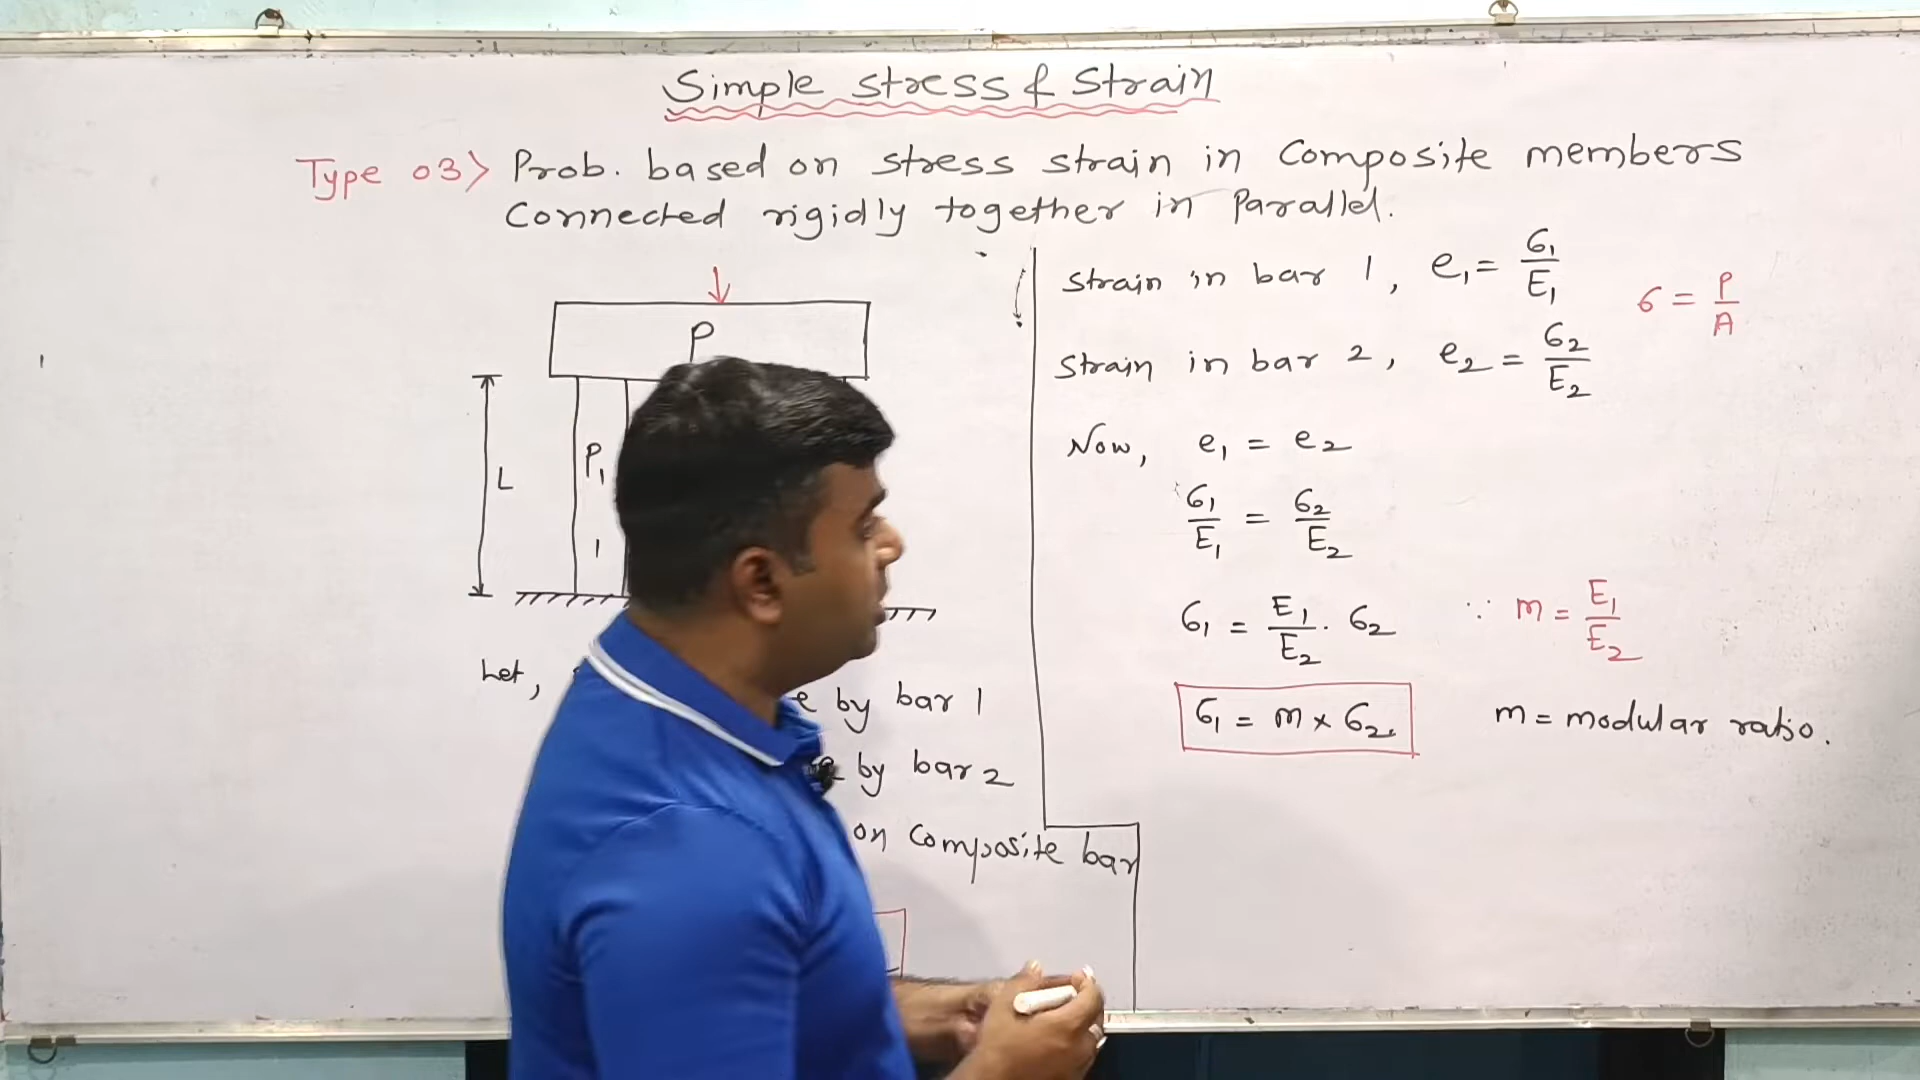 Simple Stress & Strain
Type 03> Prob. based on stress strain in Composite members
Connected rigidly together in Parallel.
P
L
P₁
1
Let,
by bar 1
by bar 2
on Composite bar
Strain in bar 1, e₁ = σ₁/E₁
σ = P/A
Strain in bar 2, e₂ = σ₂/E₂
Now, e₁ = e₂
σ₁/E₁ = σ₂/E₂
σ₁ = E₁/E₂ . σ₂ ∵ m = E₁/E₂
σ₁ = m × σ₂. m = modular ratio.